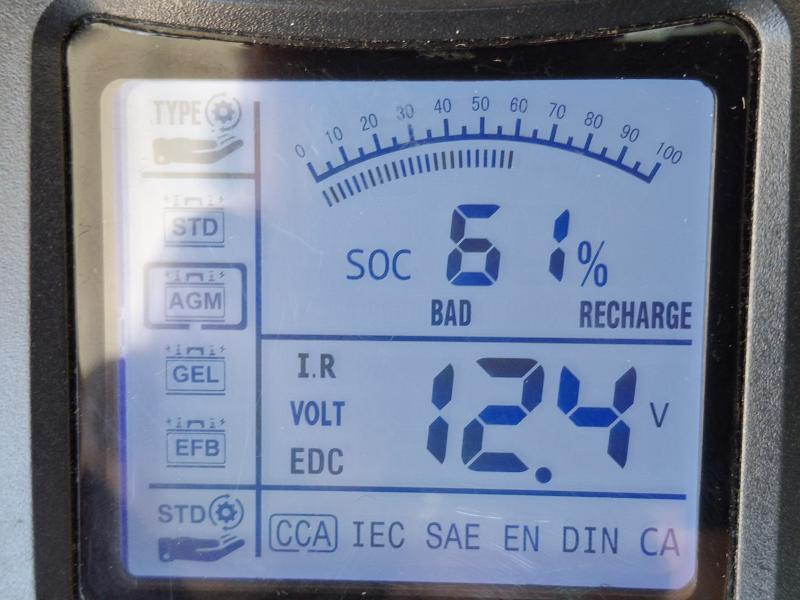 TYPE
0 10 20 30 40 50 60 70 80 90 100
STD
SOC 61%
AGM
BAD RECHARGE
I.R
GEL
VOLT 12.4 V
EFB
EDC
STD
CCA IEC SAE EN DIN CA